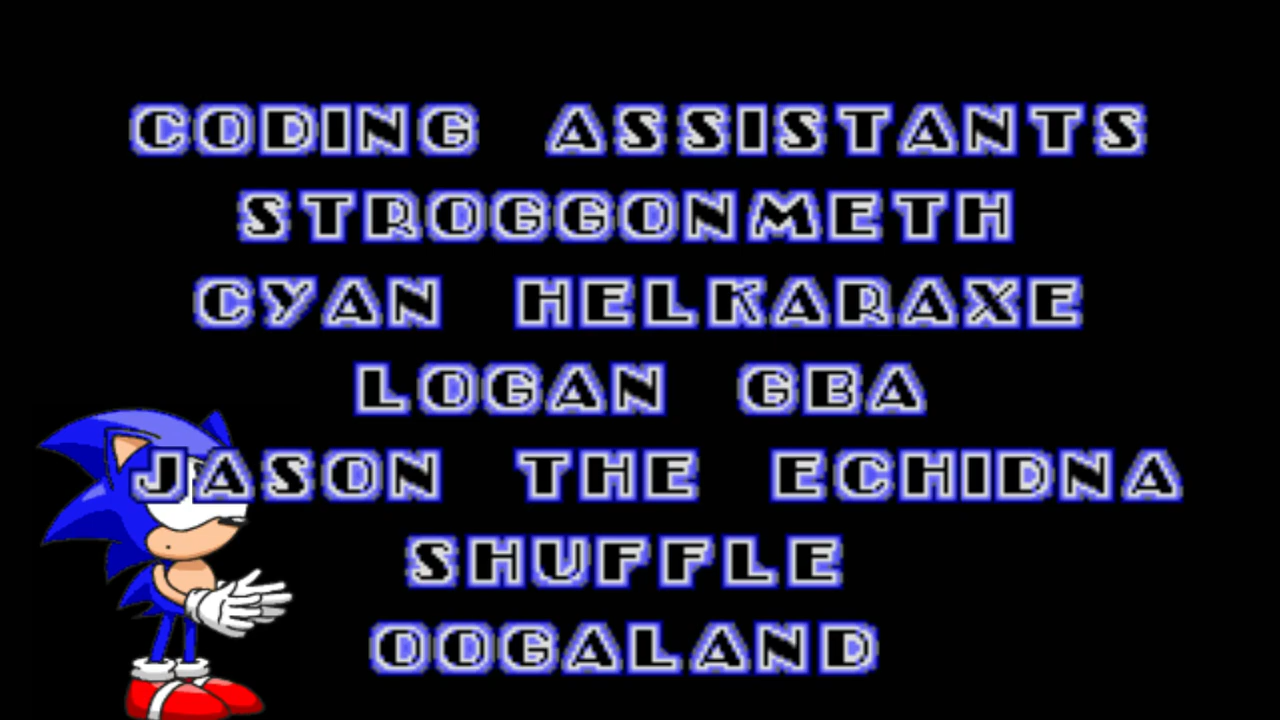 CODING ASSISTANTS
STROGGONMETH
CYAN HELKARAXE
LOGAN GBA
JASON THE ECHIDNA
SHUFFLE
OOGALAND